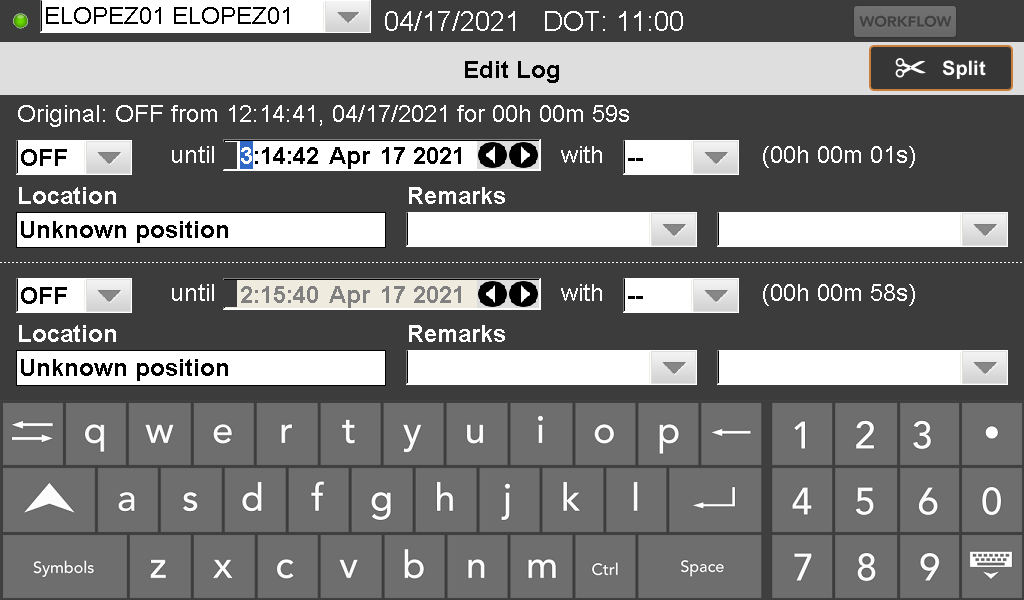 ELOPEZ01 ELOPEZ01 04/17/2021 DOT: 11:00 WORKFLOW
Edit Log Split
Original: OFF from 12:14:41, 04/17/2021 for 00h 00m 59s
OFF until 3:14:42 Apr 17 2021 with -- (00h 00m 01s)
Location Remarks
Unknown position
OFF until 2:15:40 Apr 17 2021 with -- (00h 00m 58s)
Location Remarks
Unknown position
q w e r t y u i o p 1 2 3 •
a s d f g h j k l 4 5 6 0
Symbols z x c v b n m Ctrl Space 7 8 9